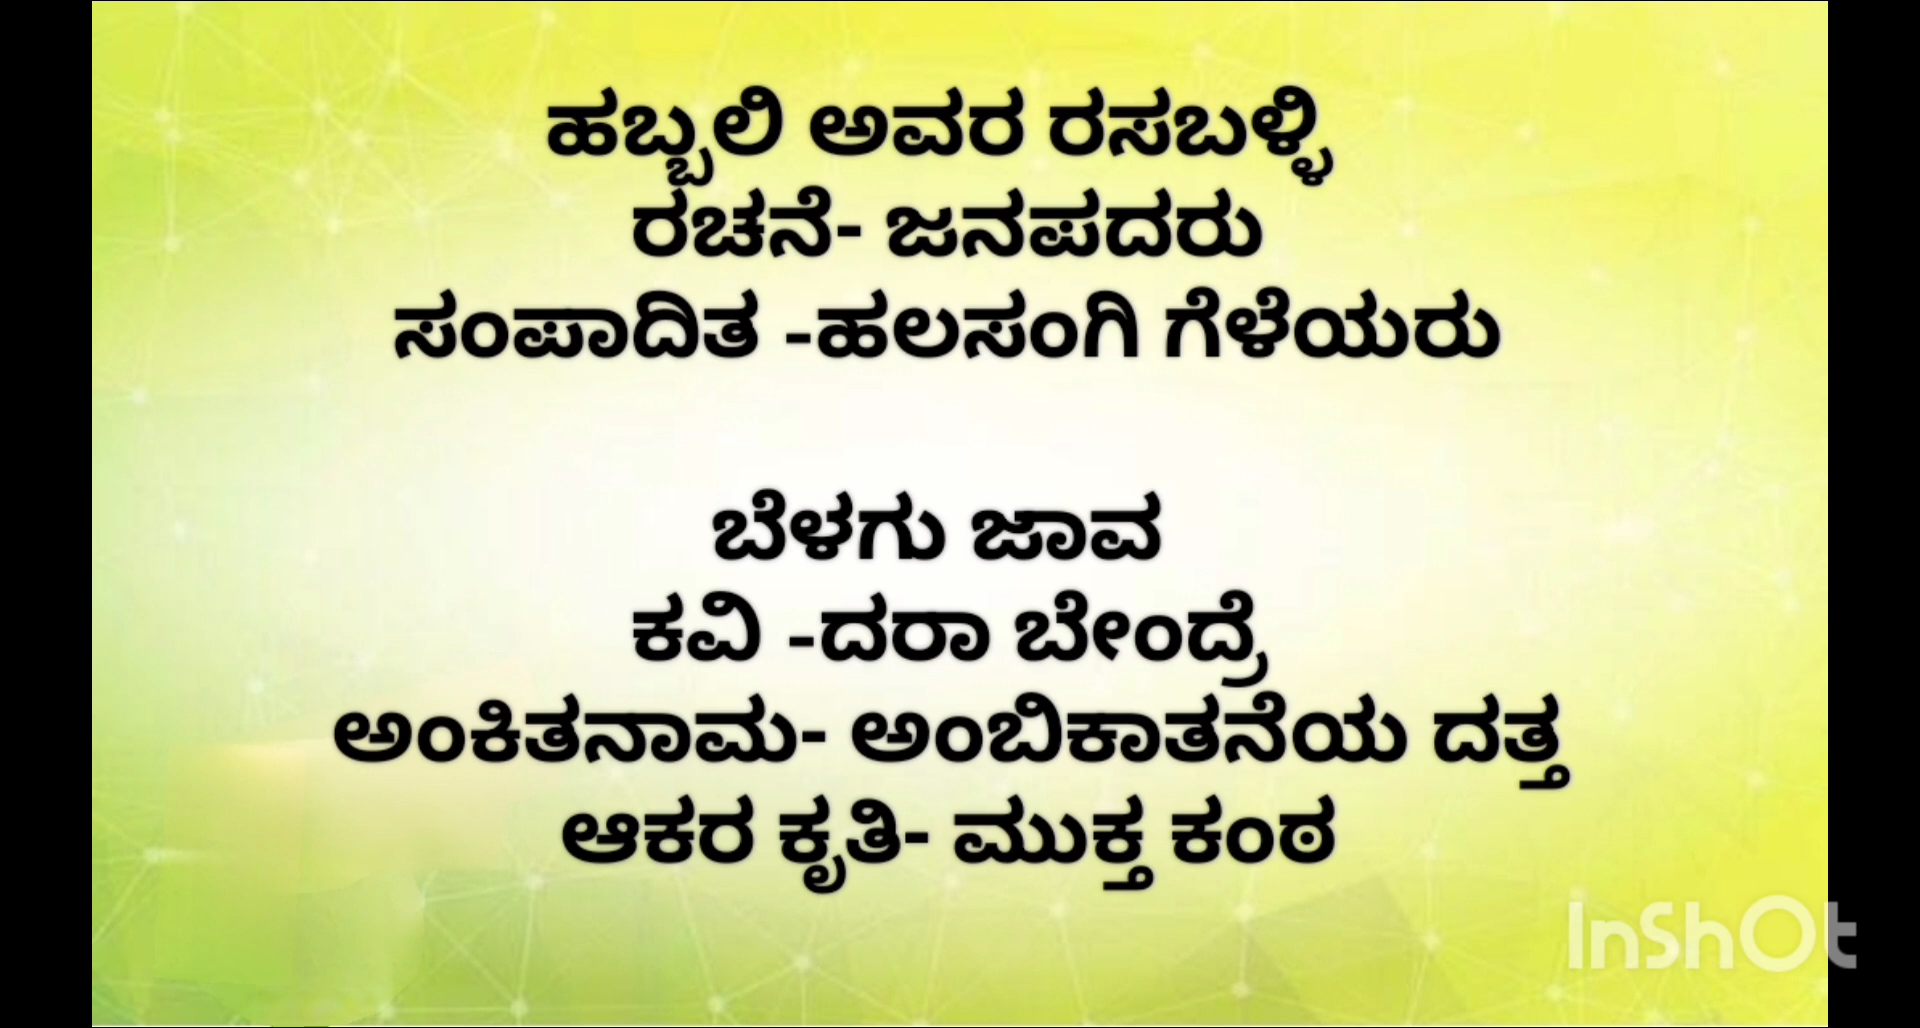 ಹಬ್ಬಲಿ ಅವರ ರಸಬಳ್ಳಿ
ರಚನೆ- ಜನಪದರು
ಸಂಪಾದಿತ -ಹಲಸಂಗಿ ಗೆಳೆಯರು
ಬೆಳಗು ಜಾವ
ಕವಿ -ದರಾ ಬೇಂದ್ರೆ
ಅಂಕಿತನಾಮ- ಅಂಬಿಕಾತನೆಯ ದತ್ತ
ಆಕರ ಕೃತಿ- ಮುಕ್ತ ಕಂಠ
InShOt